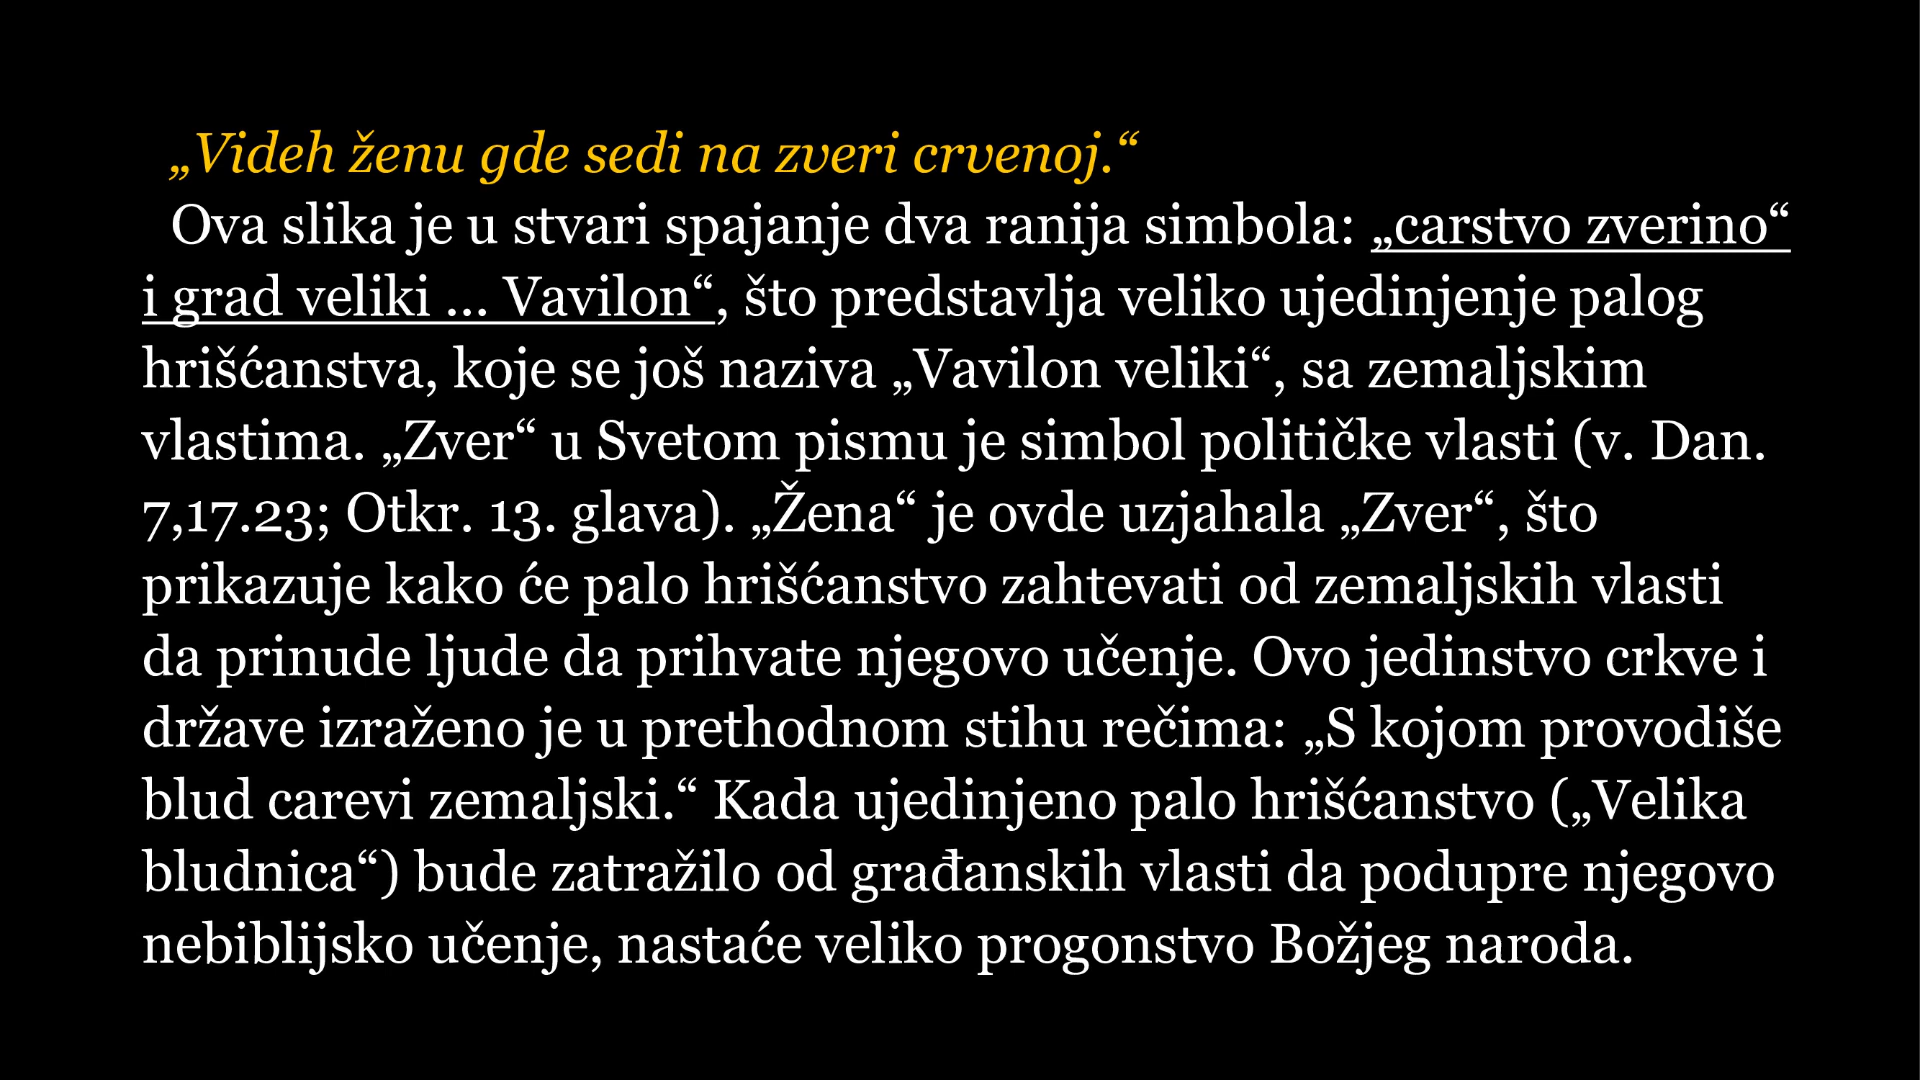 „Videh ženu gde sedi na zveri crvenoj.“
Ova slika je u stvari spajanje dva ranija simbola: „carstvo zverino“
i grad veliki ... Vavilon“, što predstavlja veliko ujedinjenje palog
hrišćanstva, koje se još naziva „Vavilon veliki“, sa zemaljskim
vlastima. „Zver“ u Svetom pismu je simbol političke vlasti (v. Dan.
7,17.23; Otkr. 13. glava). „Žena“ je ovde uzjahala „Zver“, što
prikazuje kako će palo hrišćanstvo zahtevati od zemaljskih vlasti
da prinude ljude da prihvate njegovo učenje. Ovo jedinstvo crkve i
države izraženo je u prethodnom stihu rečima: „S kojom provodiše
blud carevi zemaljski.“ Kada ujedinjeno palo hrišćanstvo („Velika
bludnica“) bude zatražilo od građanskih vlasti da podupre njegovo
nebiblijsko učenje, nastaće veliko progonstvo Božjeg naroda.